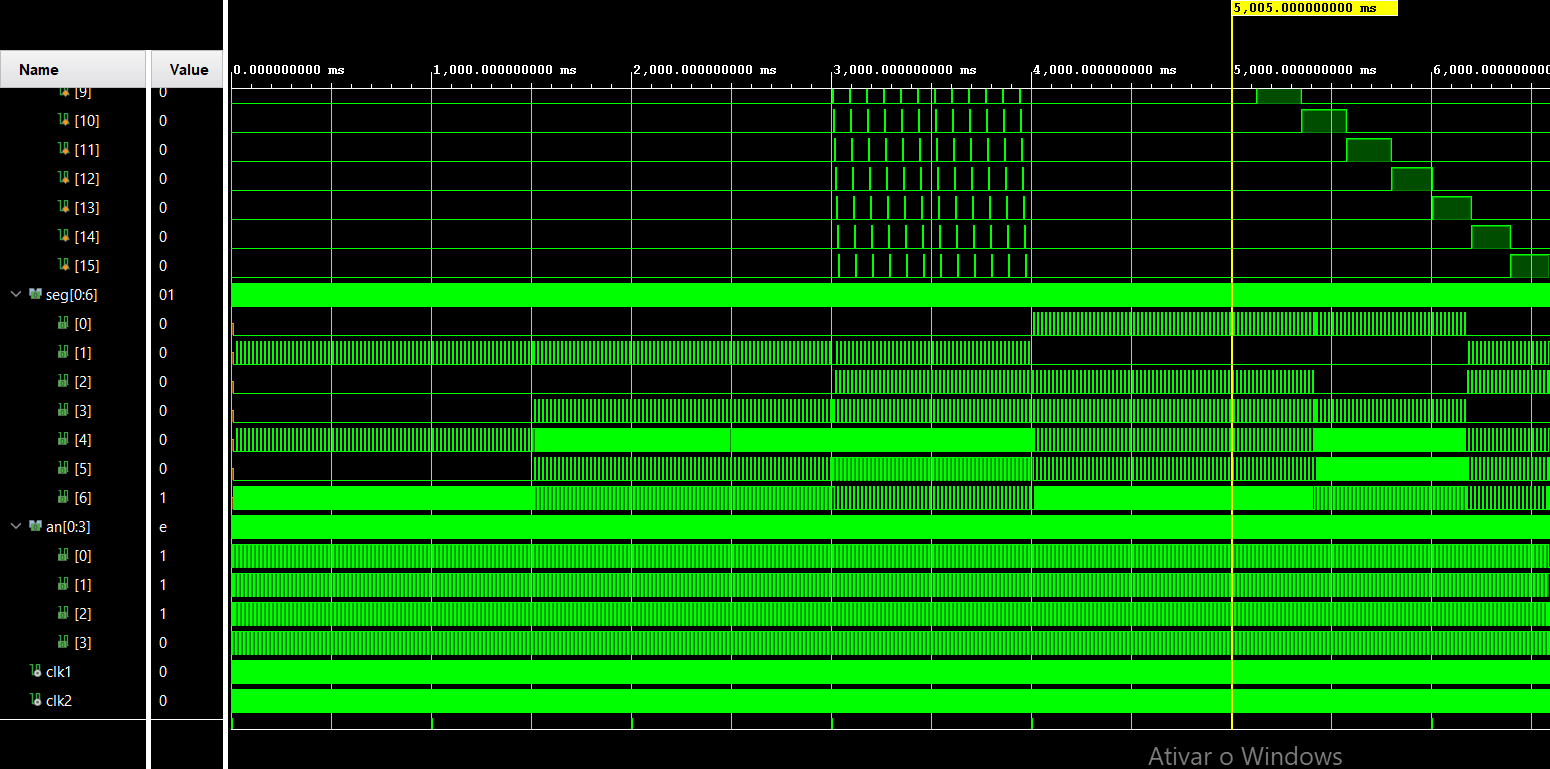 5,005.000000000 ms
Name Value
0.000000000 ms 1,000.000000000 ms 2,000.000000000 ms 3,000.000000000 ms 4,000.000000000 ms 5,000.000000000 ms 6,000.000000000
[9] 0
[10] 0
[11] 0
[12] 0
[13] 0
[14] 0
[15] 0
seg[0:6] 01
[0] 0
[1] 0
[2] 0
[3] 0
[4] 0
[5] 0
[6] 1
an[0:3] e
[0] 1
[1] 1
[2] 1
[3] 0
clk1 0
clk2 0
Ativar o Windows